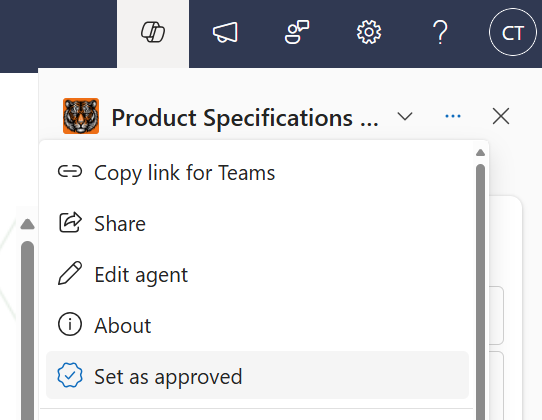 CT
Product Specifications ...
Copy link for Teams
Share
Edit agent
About
Set as approved